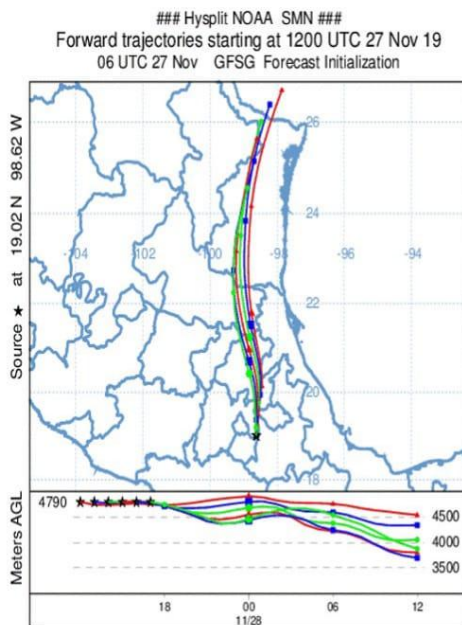 ### Hysplit NOAA  SMN ###
Forward trajectories starting at 1200 UTC 27 Nov 19
06 UTC 27 Nov    GFSG  Forecast Initialization
Source ★ at   19.02 N   98.62 W
26
24
-104 -102 -100 -98 -96 -94
22
20
18
Meters AGL
4790
4500
4000
3500
18 00 06 12
11/28